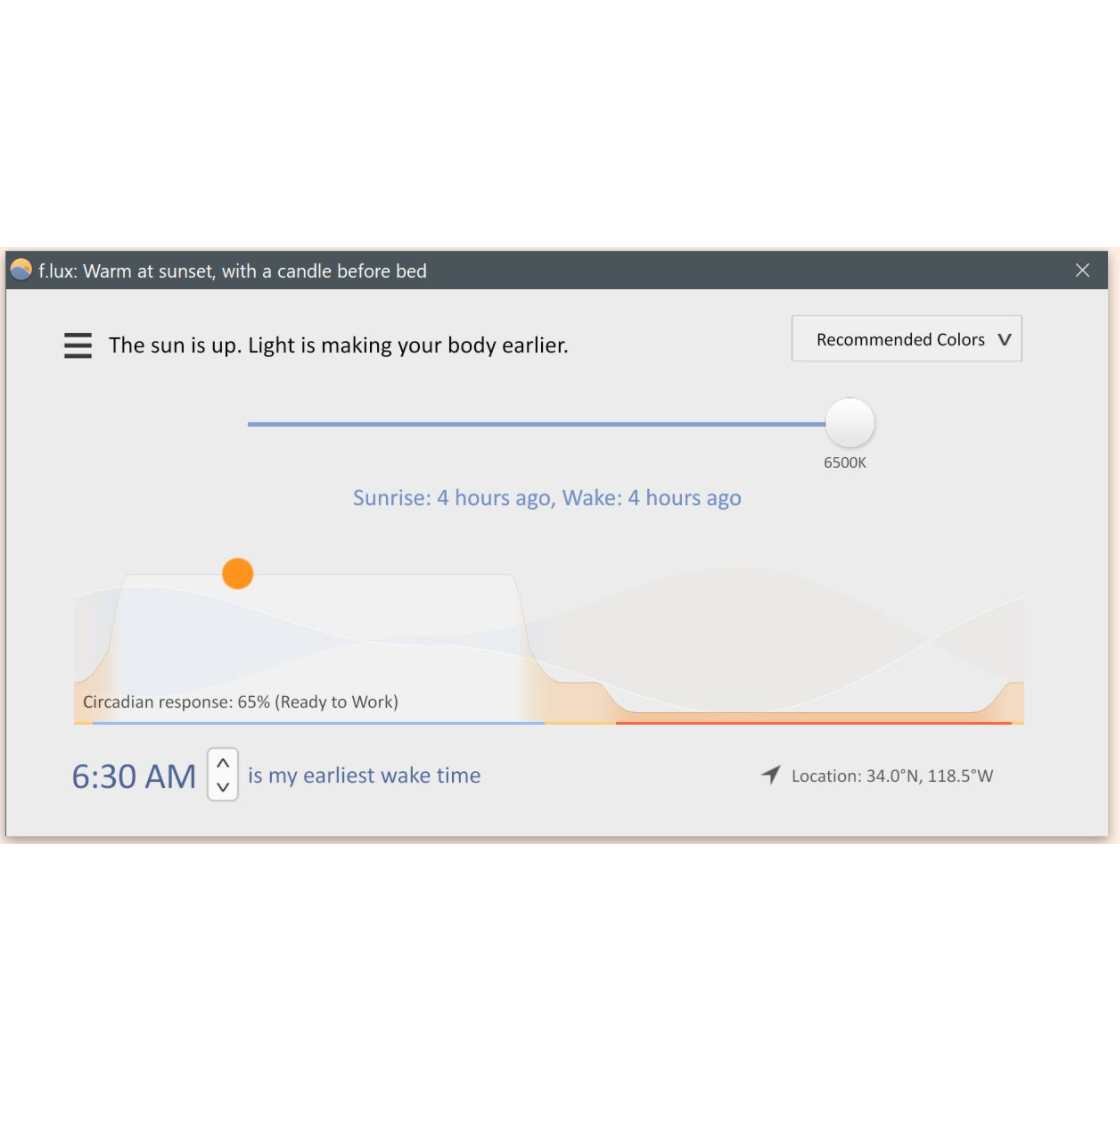 f.lux: Warm at sunset, with a candle before bed
The sun is up. Light is making your body earlier.
Recommended Colors
6500K
Sunrise: 4 hours ago, Wake: 4 hours ago
Circadian response: 65% (Ready to Work)
6:30 AM is my earliest wake time
Location: 34.0°N, 118.5°W